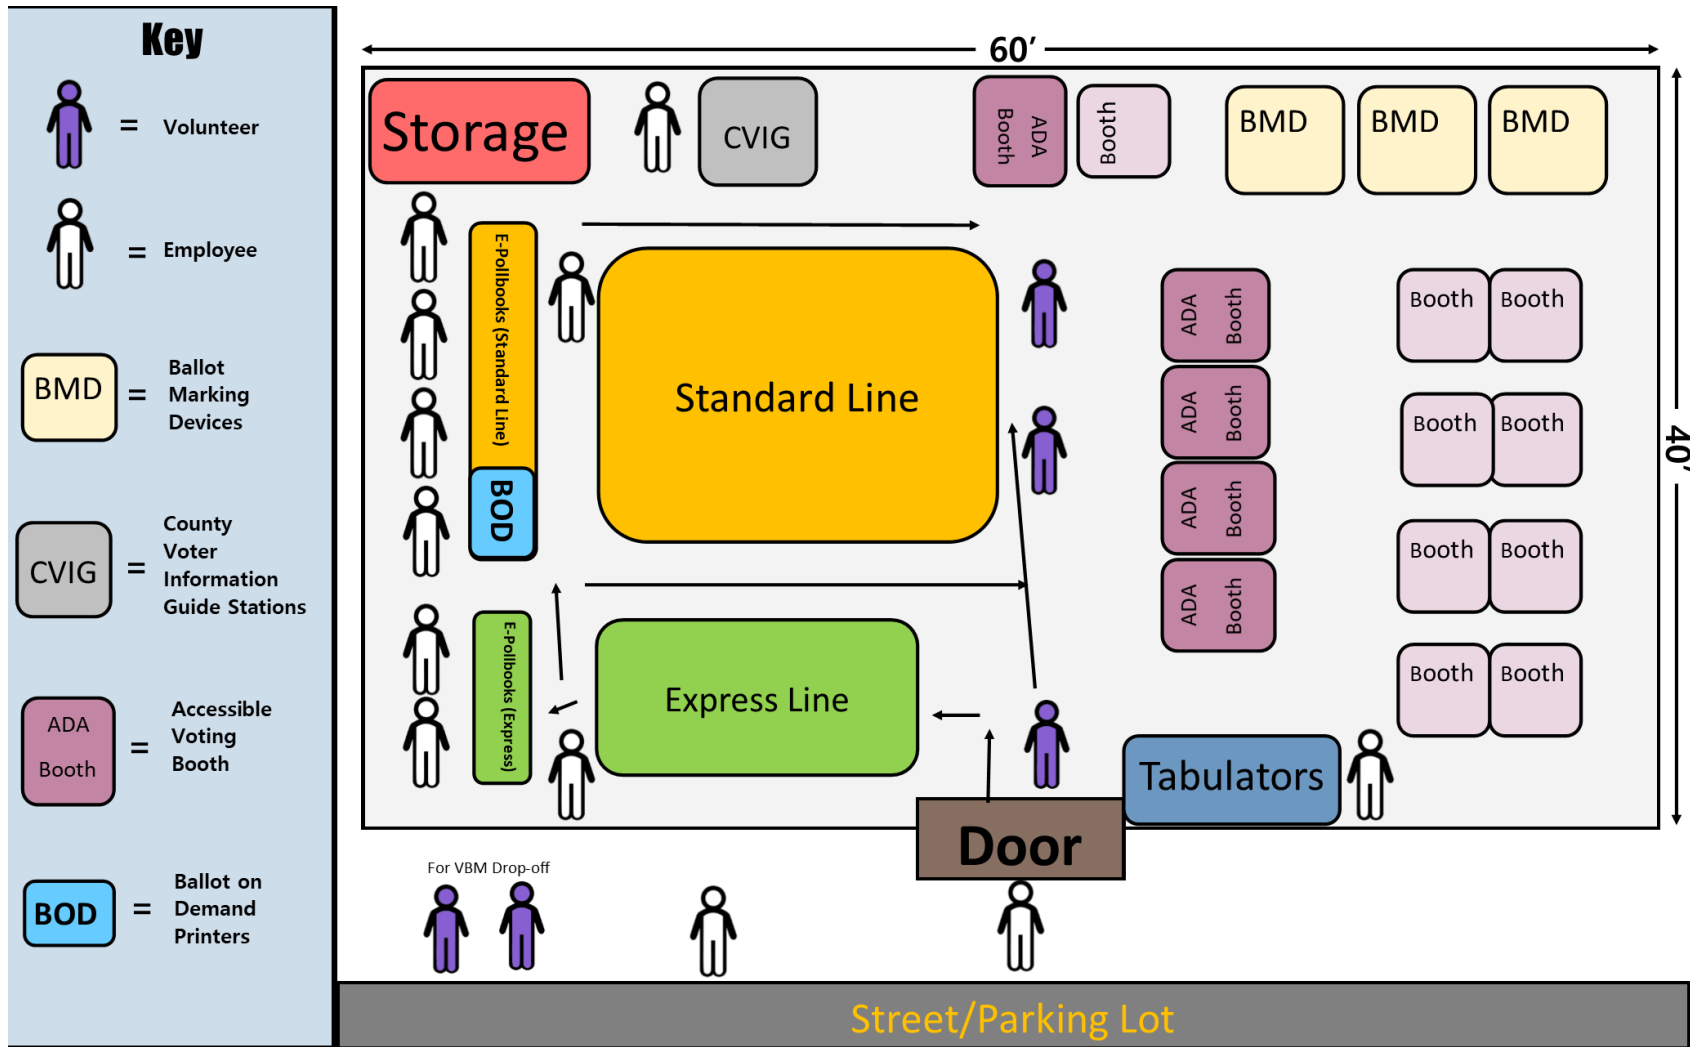 Key
= Volunteer
= Employee
BMD = Ballot
Marking
Devices
CVIG = County
Voter
Information
Guide Stations
ADA
Booth = Accessible
Voting
Booth
BOD = Ballot on
Demand
Printers
60’
40’
Storage
CVIG
ADA
Booth
Booth
BMD
BMD
BMD
E-Pollbooks (Standard Line)
BOD
Standard Line
ADA
Booth
ADA
Booth
ADA
Booth
ADA
Booth
Booth Booth
Booth Booth
Booth Booth
Booth Booth
E-Pollbooks (Express)
Express Line
Tabulators
Door
For VBM Drop-off
Street/Parking Lot